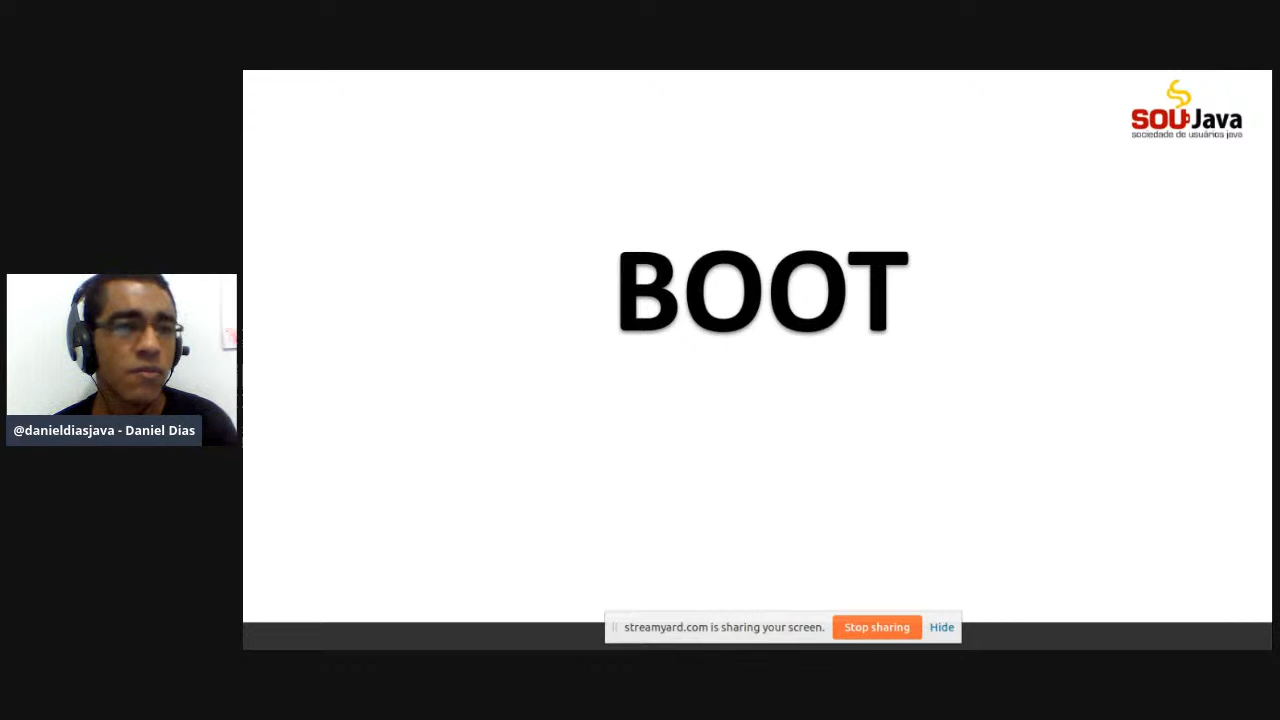 SOUJava
sociedade de usuários java
BOOT
@danieldiasjava - Daniel Dias
streamyard.com is sharing your screen.
Stop sharing
Hide